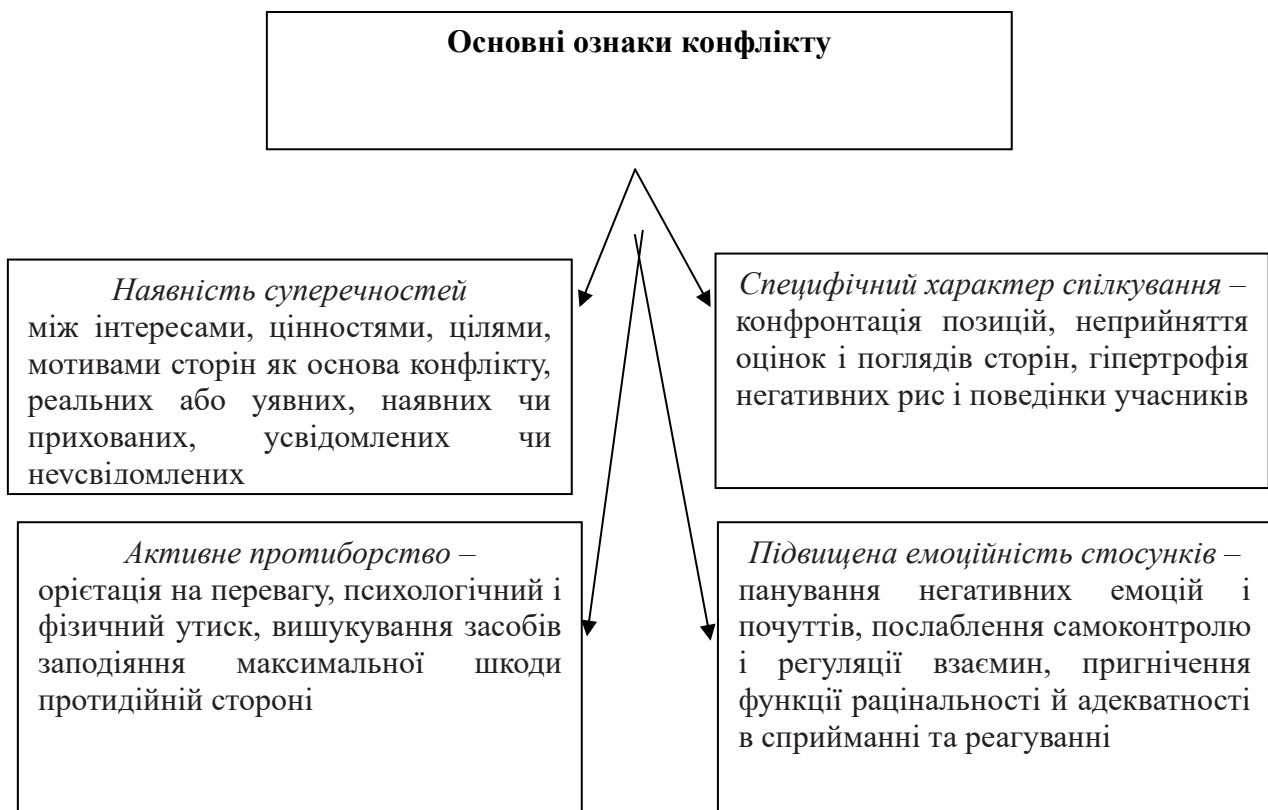 Основні ознаки конфлікту
Наявність суперечностей
між інтересами, цінностями, цілями,
мотивами сторін як основа конфлікту,
реальних або уявних, наявних чи
прихованих, усвідомлених чи
неусвідомлених
Специфічний характер спілкування –
конфронтація позицій, неприйняття
оцінок і поглядів сторін, гіпертрофія
негативних рис і поведінки учасників
Активне протиборство –
орієтація на перевагу, психологічний і
фізичний утиск, вишукування засобів
заподіяння максимальної шкоди
протидійній стороні
Підвищена емоційність стосунків –
панування негативних емоцій і
почуттів, послаблення самоконтролю
і регуляції взаємин, пригнічення
функції раціональності й адекватності
в сприйманні та реагуванні